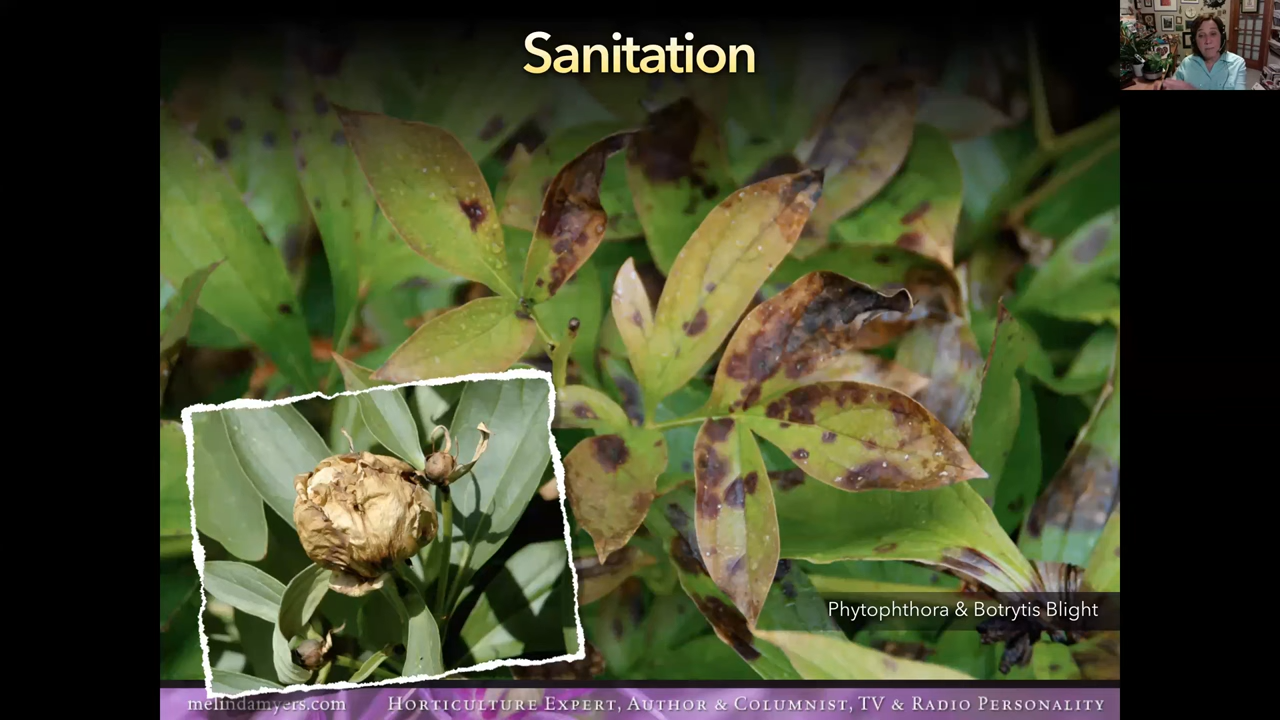 Sanitation
Phytophthora & Botrytis Blight
melindamyers.com Horticulture Expert, Author & Columnist, TV & Radio Personality